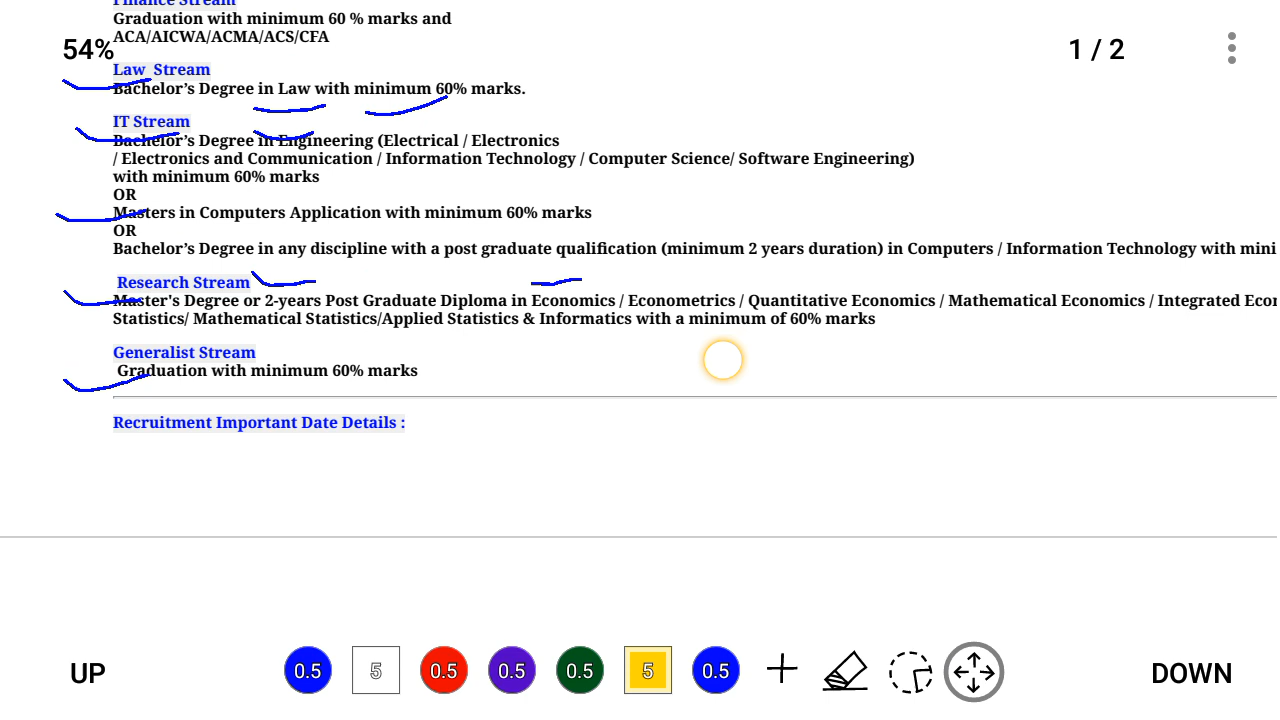 Finance Stream
Graduation with minimum 60 % marks and
ACA/AICWA/ACMA/ACS/CFA
54%
1 / 2
Law Stream
Bachelor's Degree in Law with minimum 60% marks.
IT Stream
Bachelor's Degree in Engineering (Electrical / Electronics
/ Electronics and Communication / Information Technology / Computer Science/ Software Engineering)
with minimum 60% marks
OR
Masters in Computers Application with minimum 60% marks
OR
Bachelor's Degree in any discipline with a post graduate qualification (minimum 2 years duration) in Computers / Information Technology with mini
Research Stream
Master's Degree or 2-years Post Graduate Diploma in Economics / Econometrics / Quantitative Economics / Mathematical Economics / Integrated Econ
Statistics/ Mathematical Statistics/Applied Statistics & Informatics with a minimum of 60% marks
Generalist Stream
Graduation with minimum 60% marks
Recruitment Important Date Details :
UP
0.5 5 0.5 0.5 0.5 5 0.5
DOWN